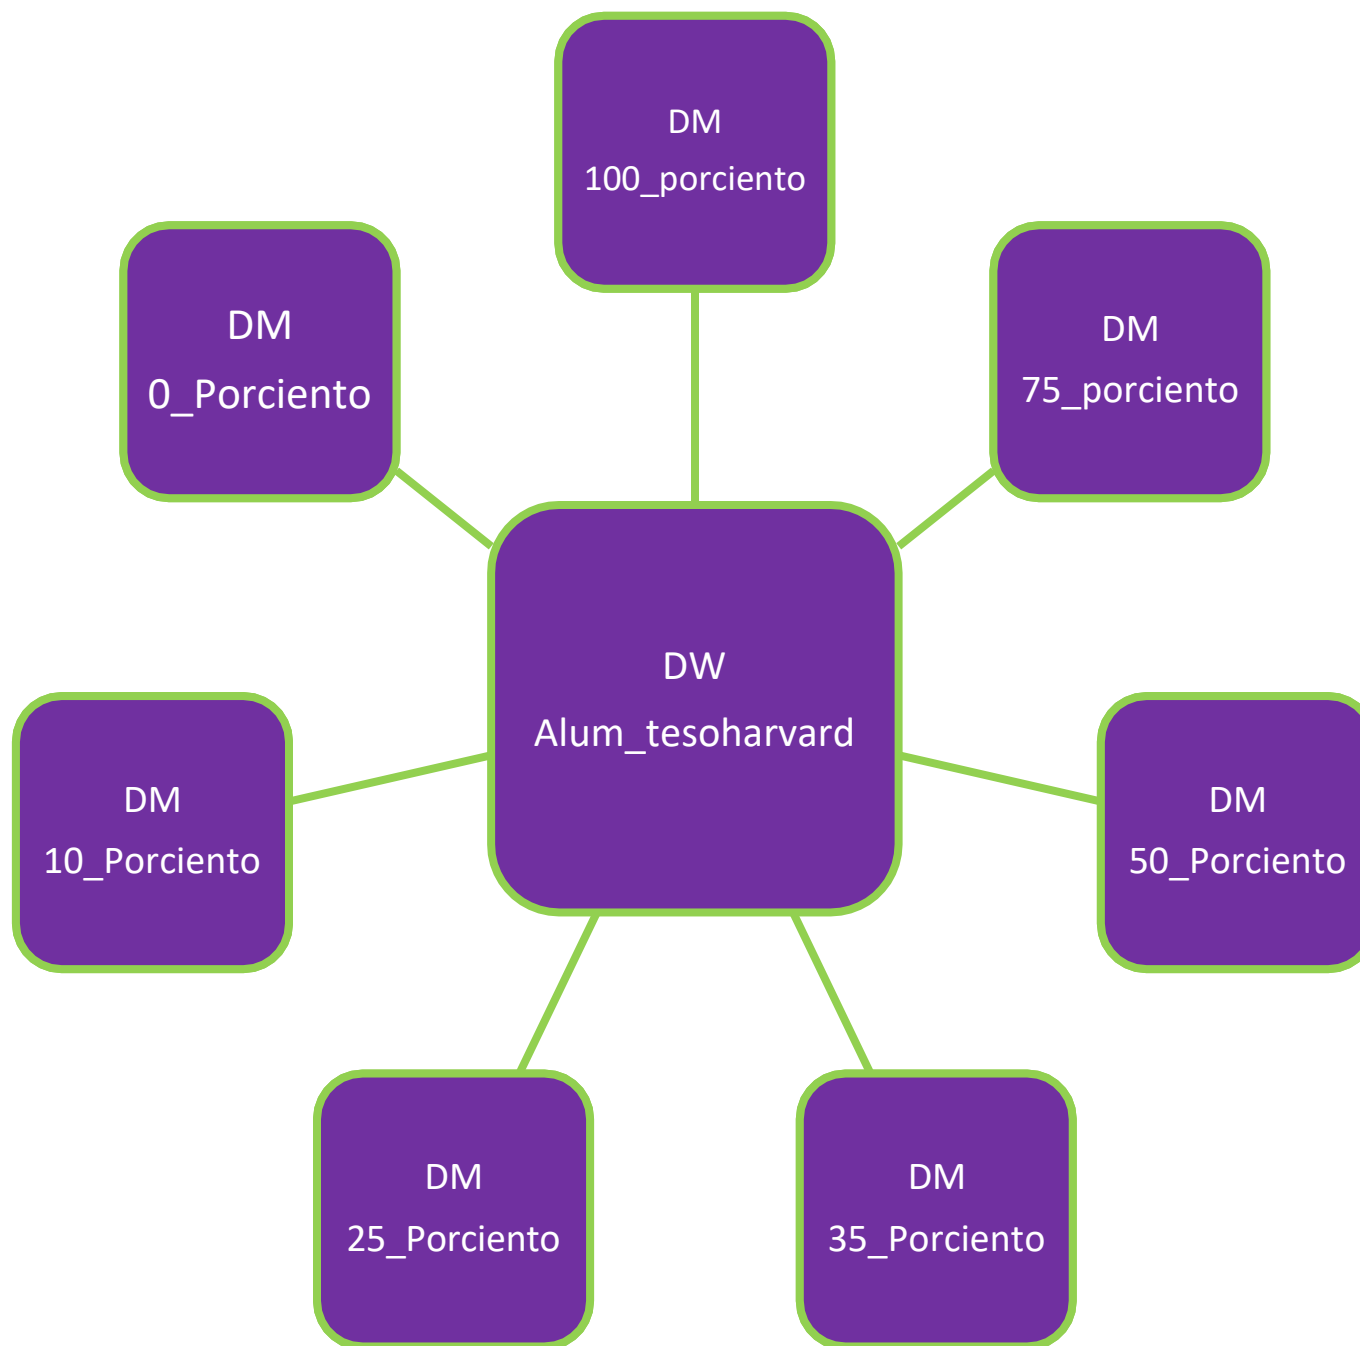 DM
100_porciento
DM
0_Porciento
DM
75_porciento
DW
Alum_tesoharvard
DM
10_Porciento
DM
50_Porciento
DM
25_Porciento
DM
35_Porciento